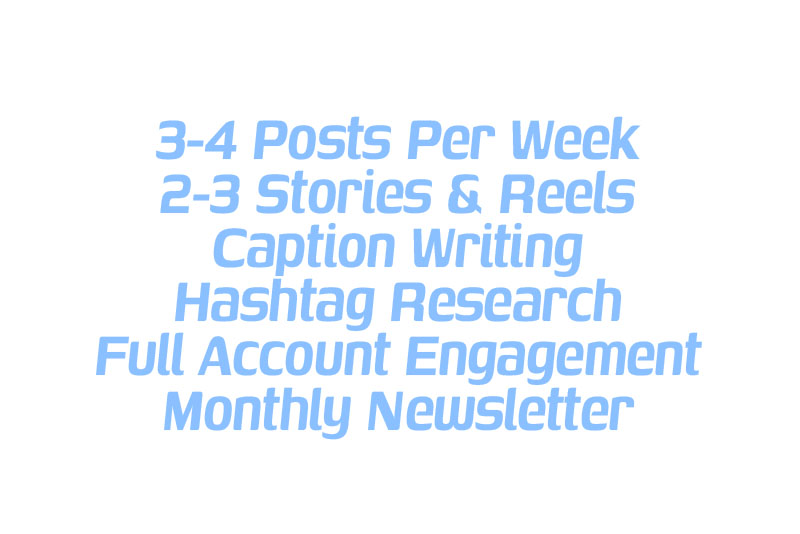 3-4 Posts Per Week
2-3 Stories & Reels
Caption Writing
Hashtag Research
Full Account Engagement
Monthly Newsletter